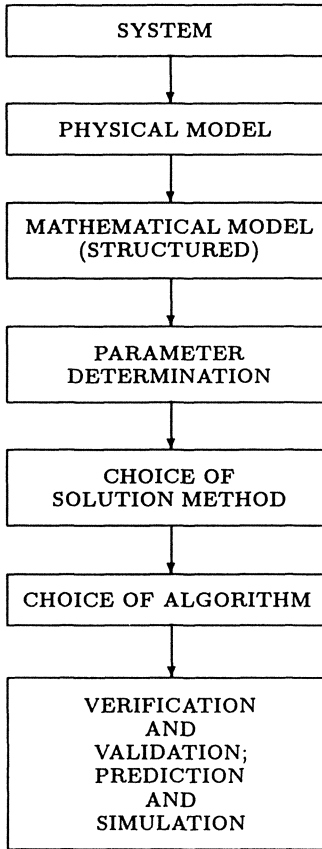 SYSTEM
PHYSICAL MODEL
MATHEMATICAL MODEL
(STRUCTURED)
PARAMETER
DETERMINATION
CHOICE OF
SOLUTION METHOD
CHOICE OF ALGORITHM
VERIFICATION
AND
VALIDATION;
PREDICTION
AND
SIMULATION